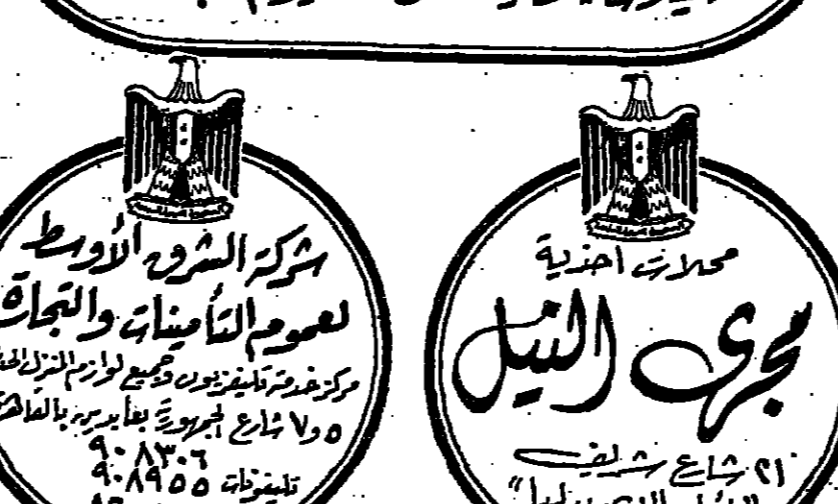 محلات أحذية
مجرى النيل
٢١ شارع شريف
شركة الشرق الأوسط
لعموم التأمينات والتجارة
مركز خدمة تليفزيون وجميع لوازم المنزل
٥ و٧ شارع الجمهورية بعابدين بالقاهرة
٩٠٨٣٠٦
تليفونات ٩٠٨٩٥٥